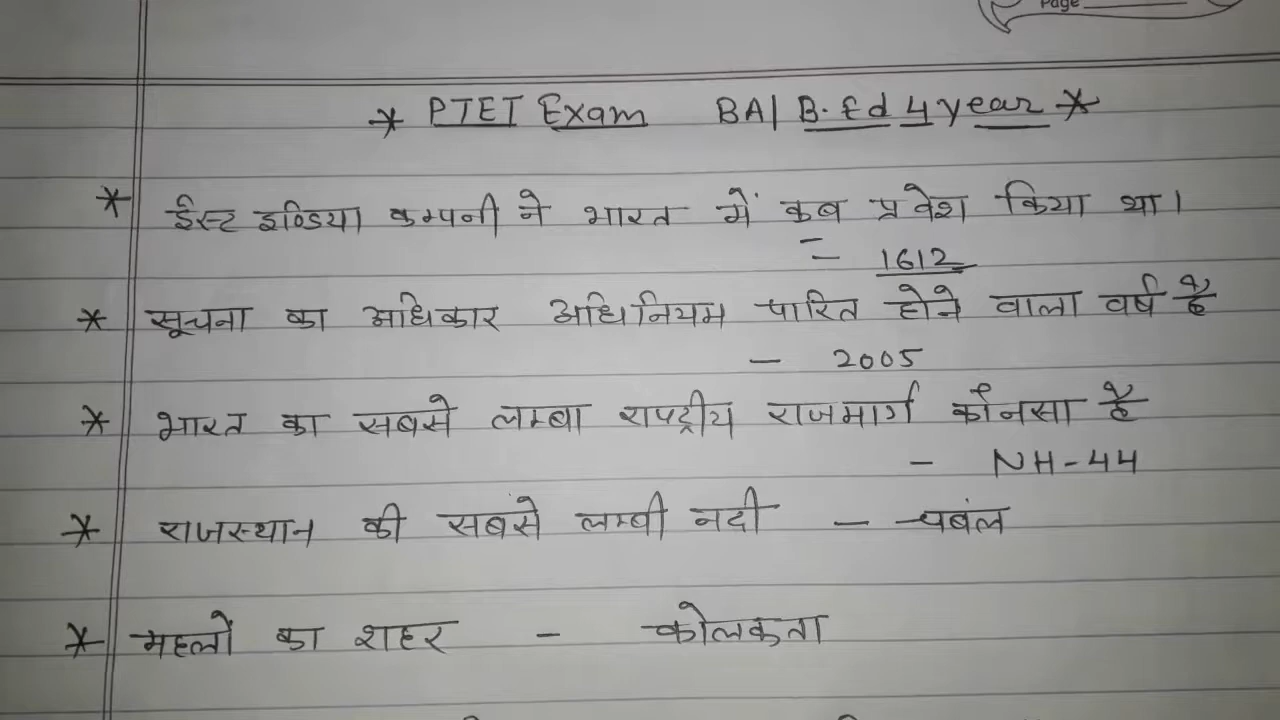 Page
* PTET Exam BA/ B.Ed 4 year *
* ईस्ट इण्डिया कम्पनी ने भारत में कब प्रवेश किया था।
= 1612
* सूचना का अधिकार अधिनियम पारित होने वाला वर्ष है
- 2005
* भारत का सबसे लम्बा राष्ट्रीय राजमार्ग कौनसा है
- NH-44
* राजस्थान की सबसे लम्बी नदी - चबंल
* महलों का शहर - कोलकता